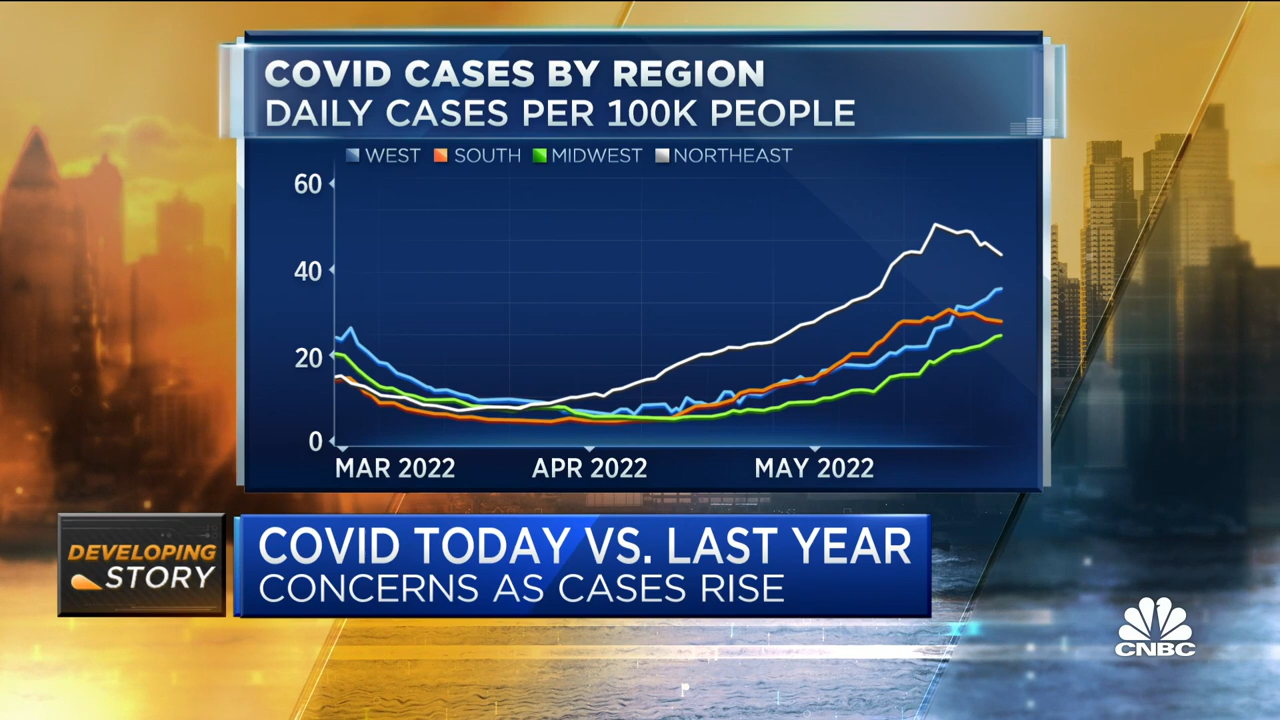 COVID CASES BY REGION
DAILY CASES PER 100K PEOPLE
WEST SOUTH MIDWEST NORTHEAST
60
40
20
0
MAR 2022 APR 2022 MAY 2022
DEVELOPING
STORY
COVID TODAY VS. LAST YEAR
CONCERNS AS CASES RISE
CNBC